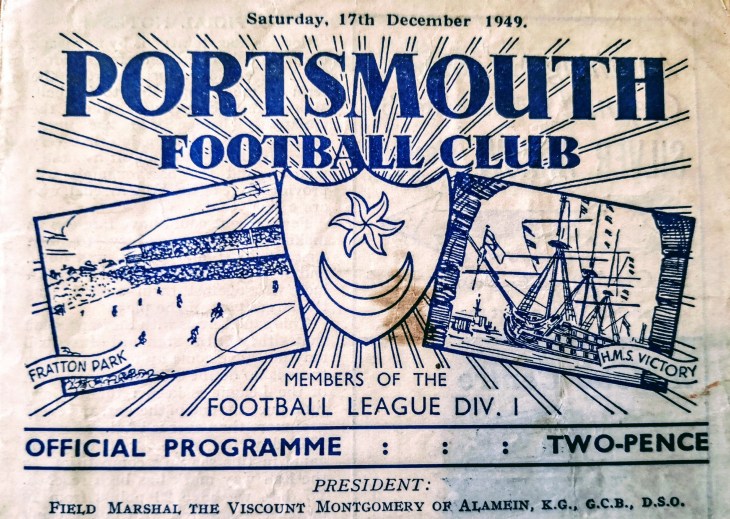 Saturday, 17th December 1949.
PORTSMOUTH
FOOTBALL CLUB
FRATTON PARK
H.M.S. VICTORY
MEMBERS OF THE
FOOTBALL LEAGUE DIV. I
OFFICIAL PROGRAMME : : : TWO-PENCE
PRESIDENT:
FIELD MARSHAL THE VISCOUNT MONTGOMERY OF ALAMEIN, K.G., G.C.B., D.S.O.